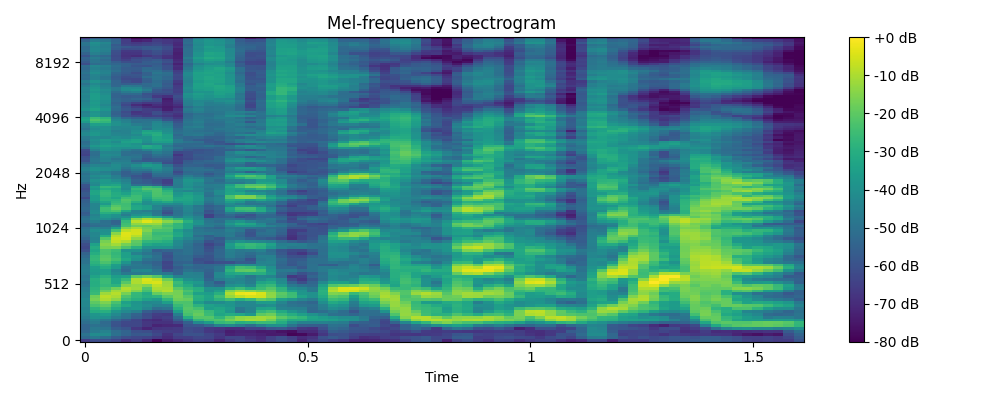 Mel-frequency spectrogram
Hz
8192
4096
2048
1024
512
0
0
0.5
1
1.5
Time
+0 dB
-10 dB
-20 dB
-30 dB
-40 dB
-50 dB
-60 dB
-70 dB
-80 dB